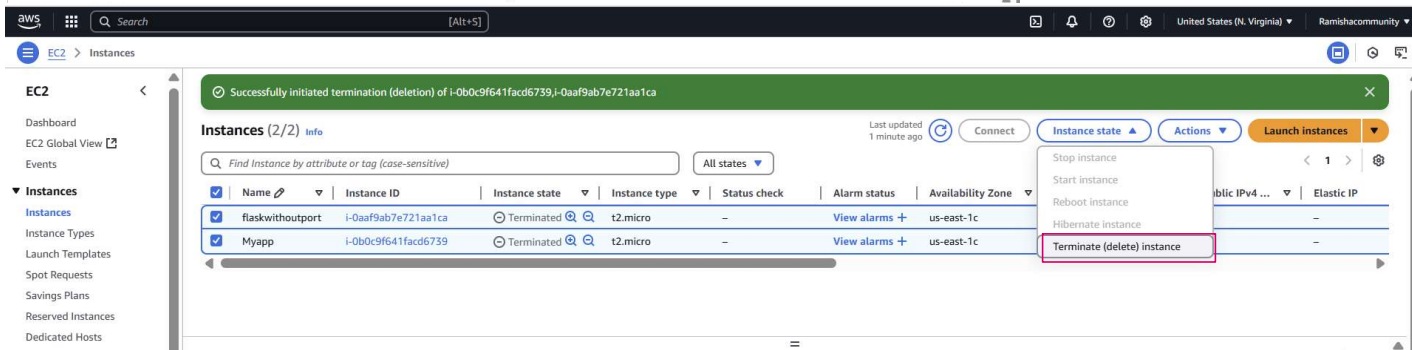 aws Search [Alt+S] United States (N. Virginia) Ramishacommunity
EC2 > Instances
EC2
Dashboard
EC2 Global View
Events
Instances
Instances
Instance Types
Launch Templates
Spot Requests
Savings Plans
Reserved Instances
Dedicated Hosts
Successfully initiated termination (deletion) of i-0b0c9f641facd6739,i-0aaf9ab7e721aa1ca
Instances (2/2) Info
Last updated
1 minute ago
Connect Instance state Actions Launch instances
Find Instance by attribute or tag (case-sensitive) All states
1
Name Instance ID Instance state Instance type Status check Alarm status Availability Zone Elastic IP
flaskwithoutport i-0aaf9ab7e721aa1ca Terminated t2.micro – View alarms + us-east-1c –
Myapp i-0b0c9f641facd6739 Terminated t2.micro – View alarms + us-east-1c –
Stop instance
Start instance
Reboot instance
Hibernate instance
Terminate (delete) instance